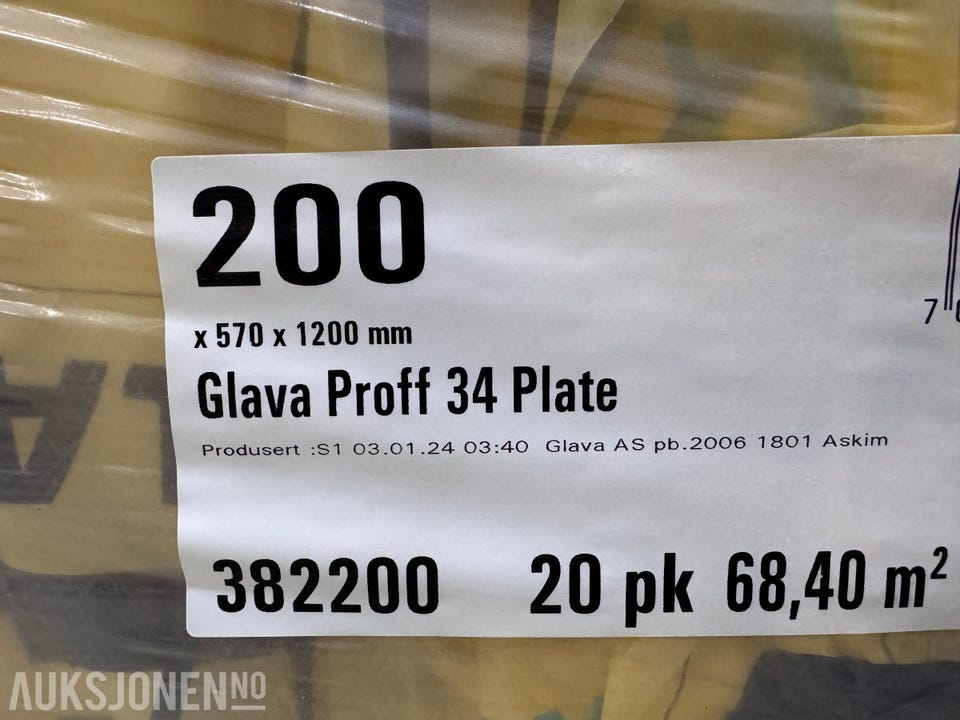 200
x 570 x 1200 mm
Glava Proff 34 Plate
Produsert :S1 03.01.24 03:40 Glava AS pb.2006 1801 Askim
382200 20 pk 68,40 m²
7
AUKSJONEN NO